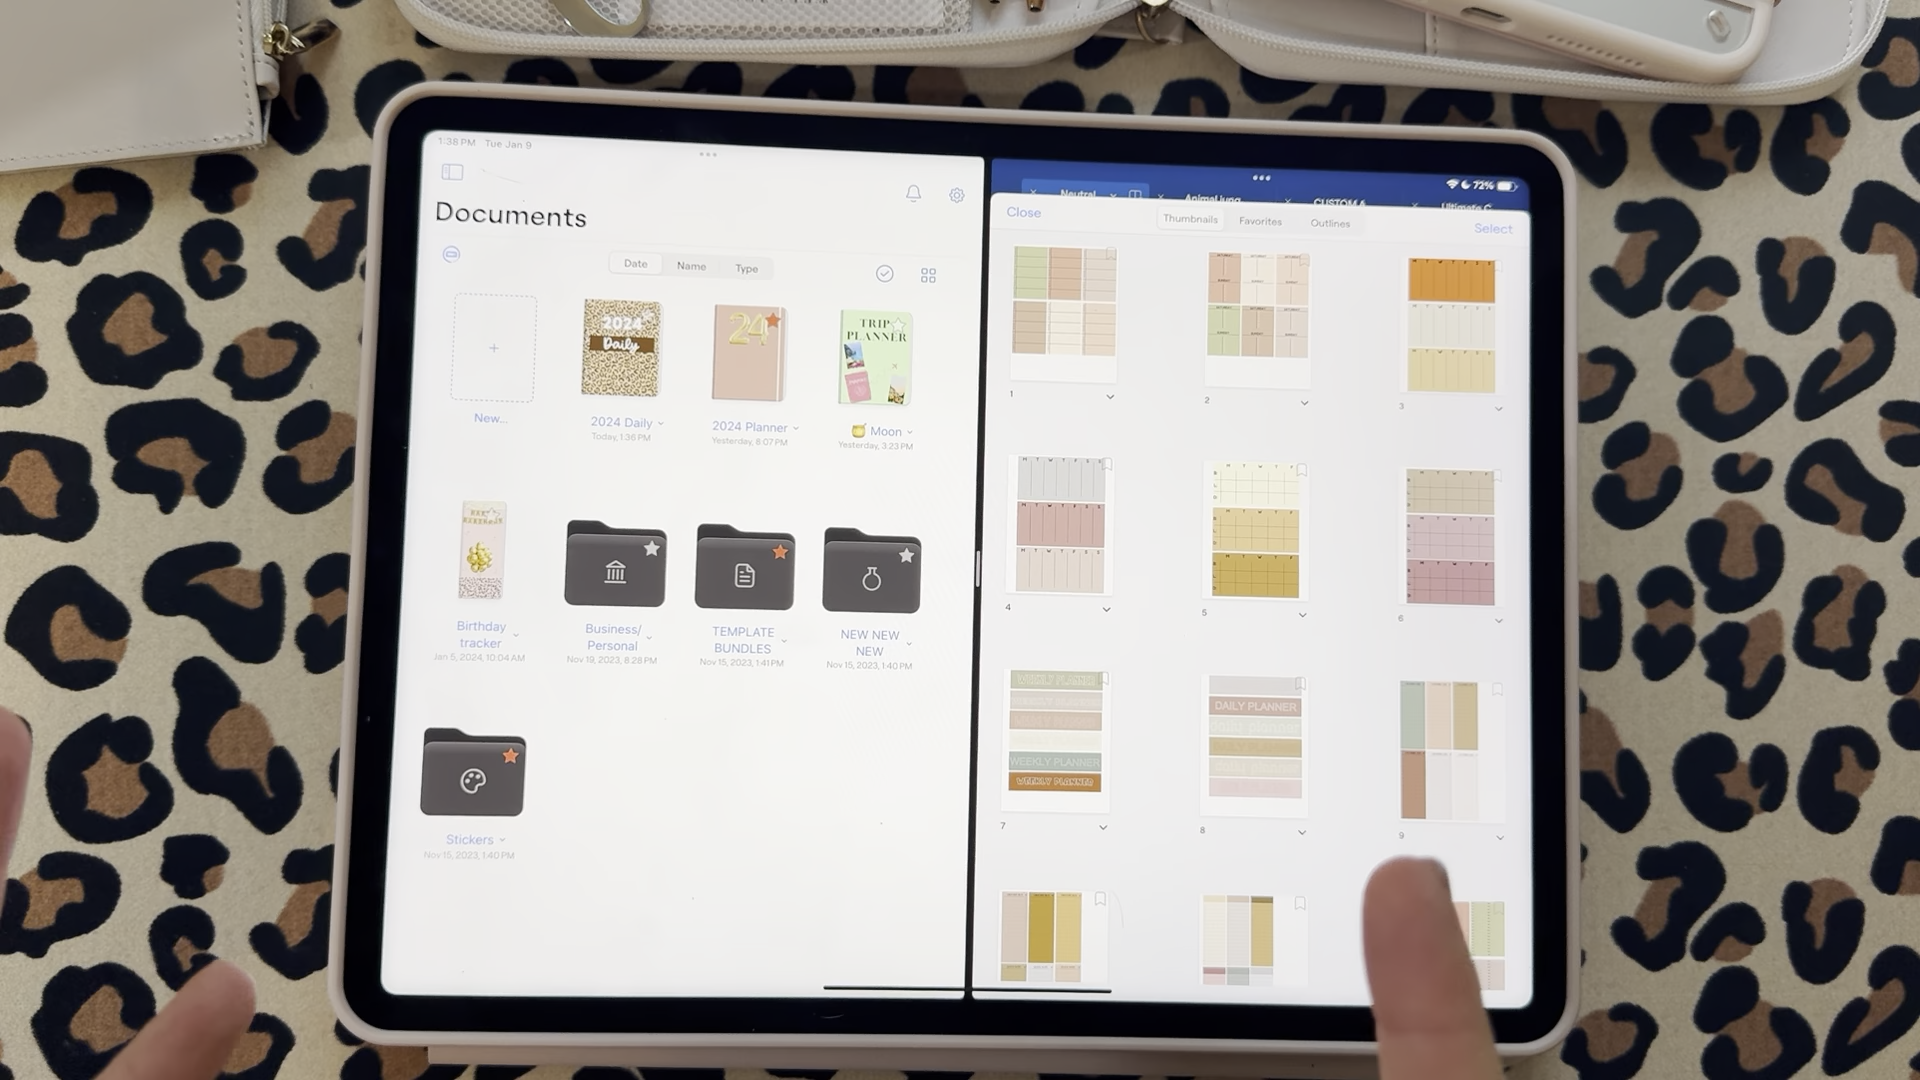 1:38 PM Tue Jan 9
72%
Documents
Date Name Type
New...
2024
Daily
2024 Daily
Today, 1:36 PM
24
2024 Planner
Yesterday, 8:07 PM
TRIP
PLANNER
Moon
Yesterday, 3:23 PM
Birthday
tracker
Jan 5, 2024, 10:04 AM
Business/
Personal
Nov 19, 2023, 8:28 PM
TEMPLATE
BUNDLES
Nov 15, 2023, 1:41 PM
NEW NEW
NEW
Nov 15, 2023, 1:40 PM
Stickers
Nov 15, 2023, 1:40 PM
Neutral
CUSTOM
Ultimate C
Close Thumbnails Favorites Outlines Select
1 2 3
M T W T F S S
4 5 6
WEEKLY PLANNER
WEEKLY PLANNER
WEEKLY PLANNER
DAILY PLANNER
7 8 9